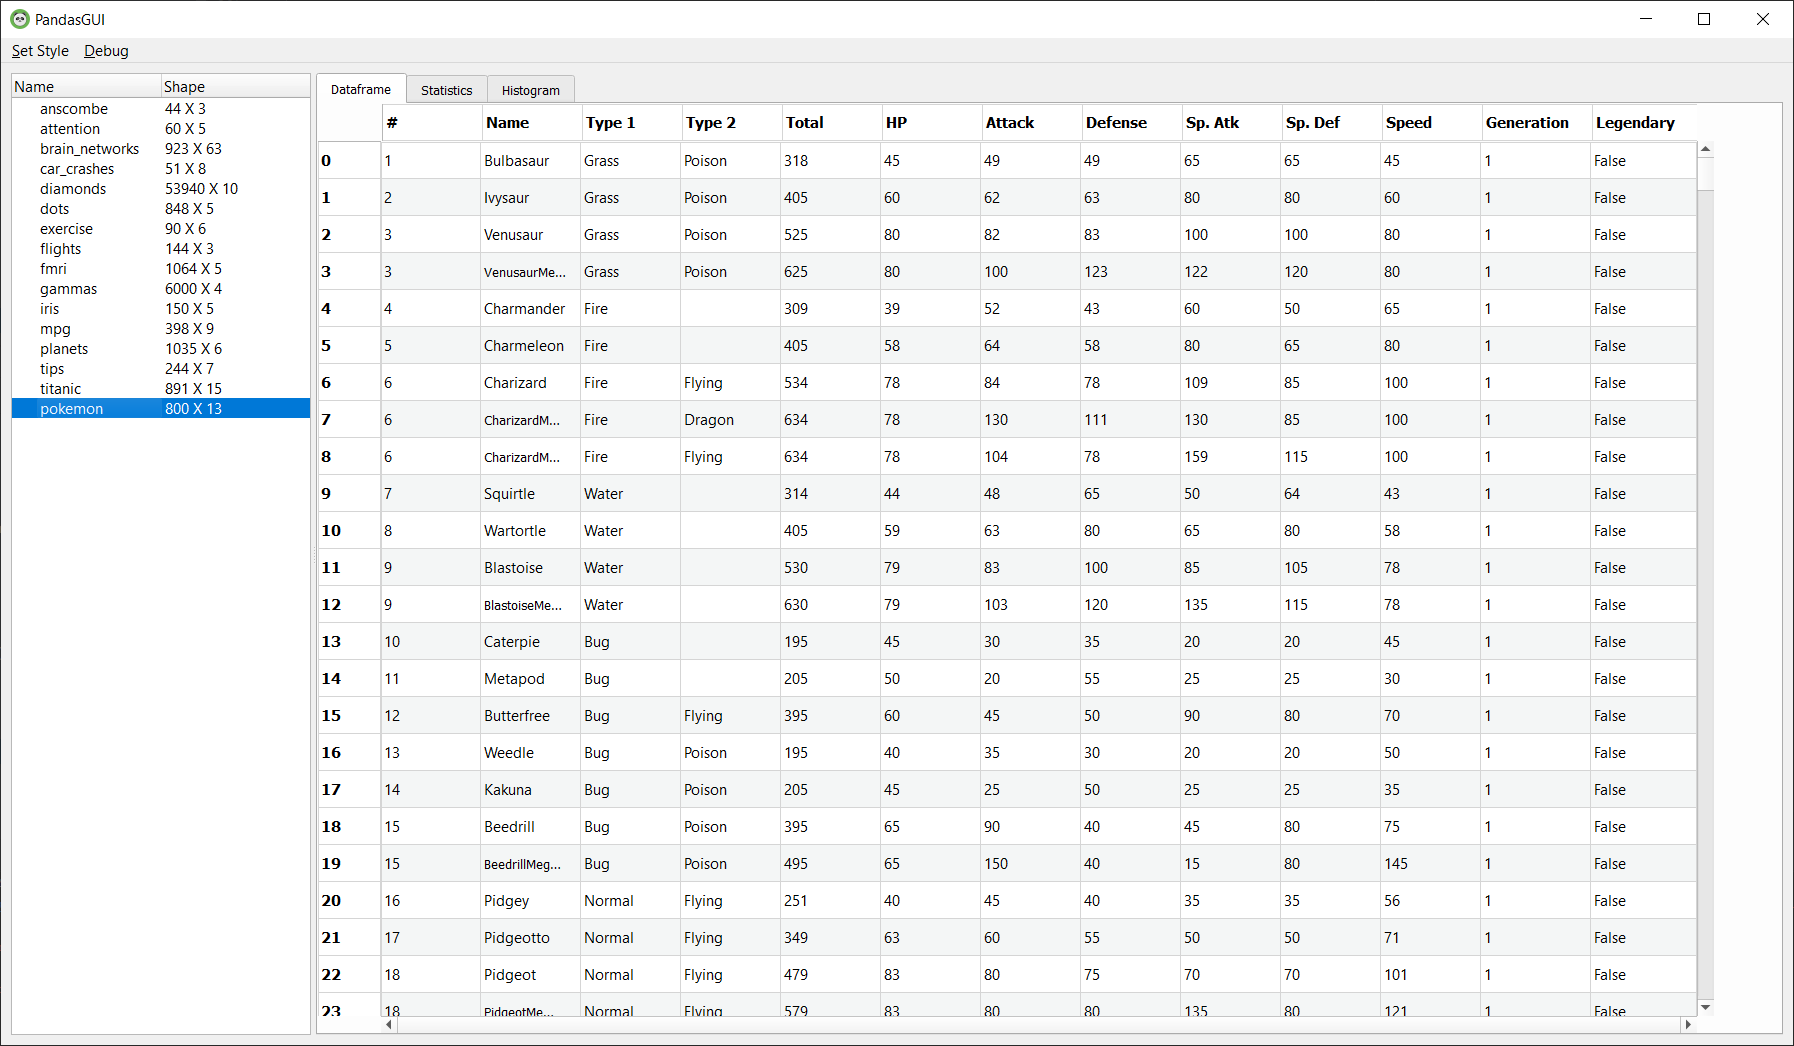 PandasGUI
Set Style Debug
Name Shape
anscombe 44 X 3
attention 60 X 5
brain_networks 923 X 63
car_crashes 51 X 8
diamonds 53940 X 10
dots 848 X 5
exercise 90 X 6
flights 144 X 3
fmri 1064 X 5
gammas 6000 X 4
iris 150 X 5
mpg 398 X 9
planets 1035 X 6
tips 244 X 7
titanic 891 X 15
pokemon 800 X 13
Dataframe Statistics Histogram
# Name Type 1 Type 2 Total HP Attack Defense Sp. Atk Sp. Def Speed Generation Legendary
0 1 Bulbasaur Grass Poison 318 45 49 49 65 65 45 1 False
1 2 Ivysaur Grass Poison 405 60 62 63 80 80 60 1 False
2 3 Venusaur Grass Poison 525 80 82 83 100 100 80 1 False
3 3 VenusaurMe... Grass Poison 625 80 100 123 122 120 80 1 False
4 4 Charmander Fire 309 39 52 43 60 50 65 1 False
5 5 Charmeleon Fire 405 58 64 58 80 65 80 1 False
6 6 Charizard Fire Flying 534 78 84 78 109 85 100 1 False
7 6 CharizardM... Fire Dragon 634 78 130 111 130 85 100 1 False
8 6 CharizardM... Fire Flying 634 78 104 78 159 115 100 1 False
9 7 Squirtle Water 314 44 48 65 50 64 43 1 False
10 8 Wartortle Water 405 59 63 80 65 80 58 1 False
11 9 Blastoise Water 530 79 83 100 85 105 78 1 False
12 9 BlastoiseMe... Water 630 79 103 120 135 115 78 1 False
13 10 Caterpie Bug 195 45 30 35 20 20 45 1 False
14 11 Metapod Bug 205 50 20 55 25 25 30 1 False
15 12 Butterfree Bug Flying 395 60 45 50 90 80 70 1 False
16 13 Weedle Bug Poison 195 40 35 30 20 20 50 1 False
17 14 Kakuna Bug Poison 205 45 25 50 25 25 35 1 False
18 15 Beedrill Bug Poison 395 65 90 40 45 80 75 1 False
19 15 BeedrillMeg... Bug Poison 495 65 150 40 15 80 145 1 False
20 16 Pidgey Normal Flying 251 40 45 40 35 35 56 1 False
21 17 Pidgeotto Normal Flying 349 63 60 55 50 50 71 1 False
22 18 Pidgeot Normal Flying 479 83 80 75 70 70 101 1 False
23 18 PidgeotMe... Normal Flying 579 83 80 80 135 80 121 1 False